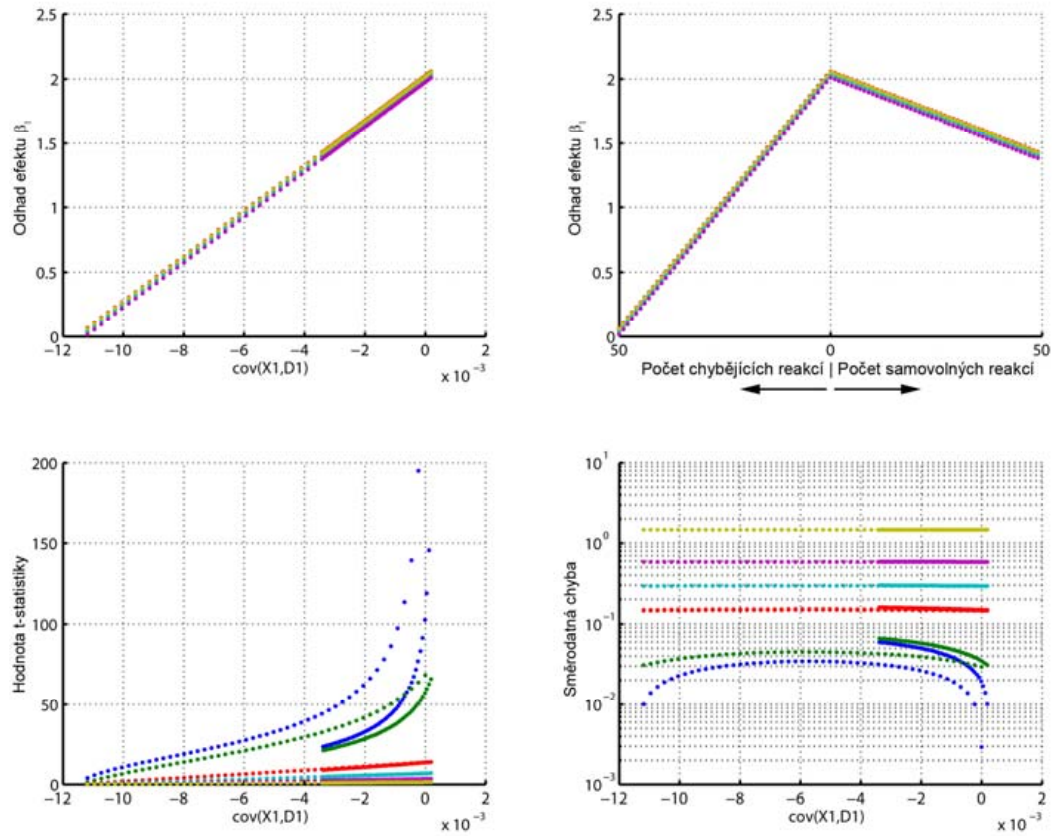 2.5
2
1.5
1
0.5
0
Odhad efektu β1
−12 −10 −8 −6 −4 −2 0 2
cov(X1,D1)
x 10−3
2.5
2
1.5
1
0.5
0
Odhad efektu β1
50 0 50
Počet chybějících reakcí | Počet samovolných reakcí
200
150
100
50
0
Hodnota t-statistiky
−12 −10 −8 −6 −4 −2 0 2
cov(X1,D1)
x 10−3
101
100
10−1
10−2
10−3
Směrodatná chyba
−12 −10 −8 −6 −4 −2 0 2
cov(X1,D1)
x 10−3